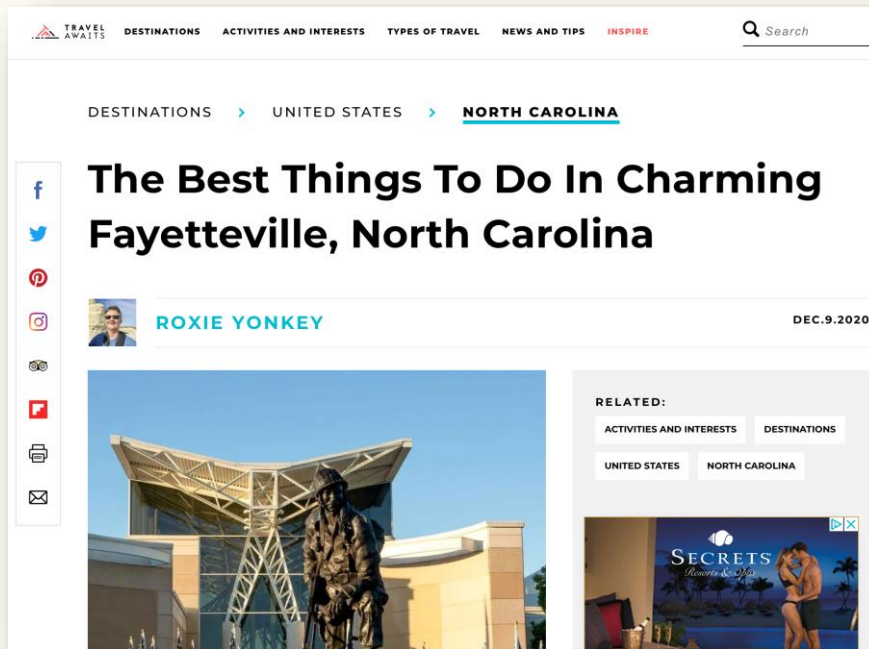 TRAVEL
AWAITS
DESTINATIONS
ACTIVITIES AND INTERESTS
TYPES OF TRAVEL
NEWS AND TIPS
INSPIRE
Search
DESTINATIONS > UNITED STATES > NORTH CAROLINA
The Best Things To Do In Charming
Fayetteville, North Carolina
ROXIE YONKEY
DEC.9.2020
RELATED:
ACTIVITIES AND INTERESTS
DESTINATIONS
UNITED STATES
NORTH CAROLINA
SECRETS
Resorts & Spas